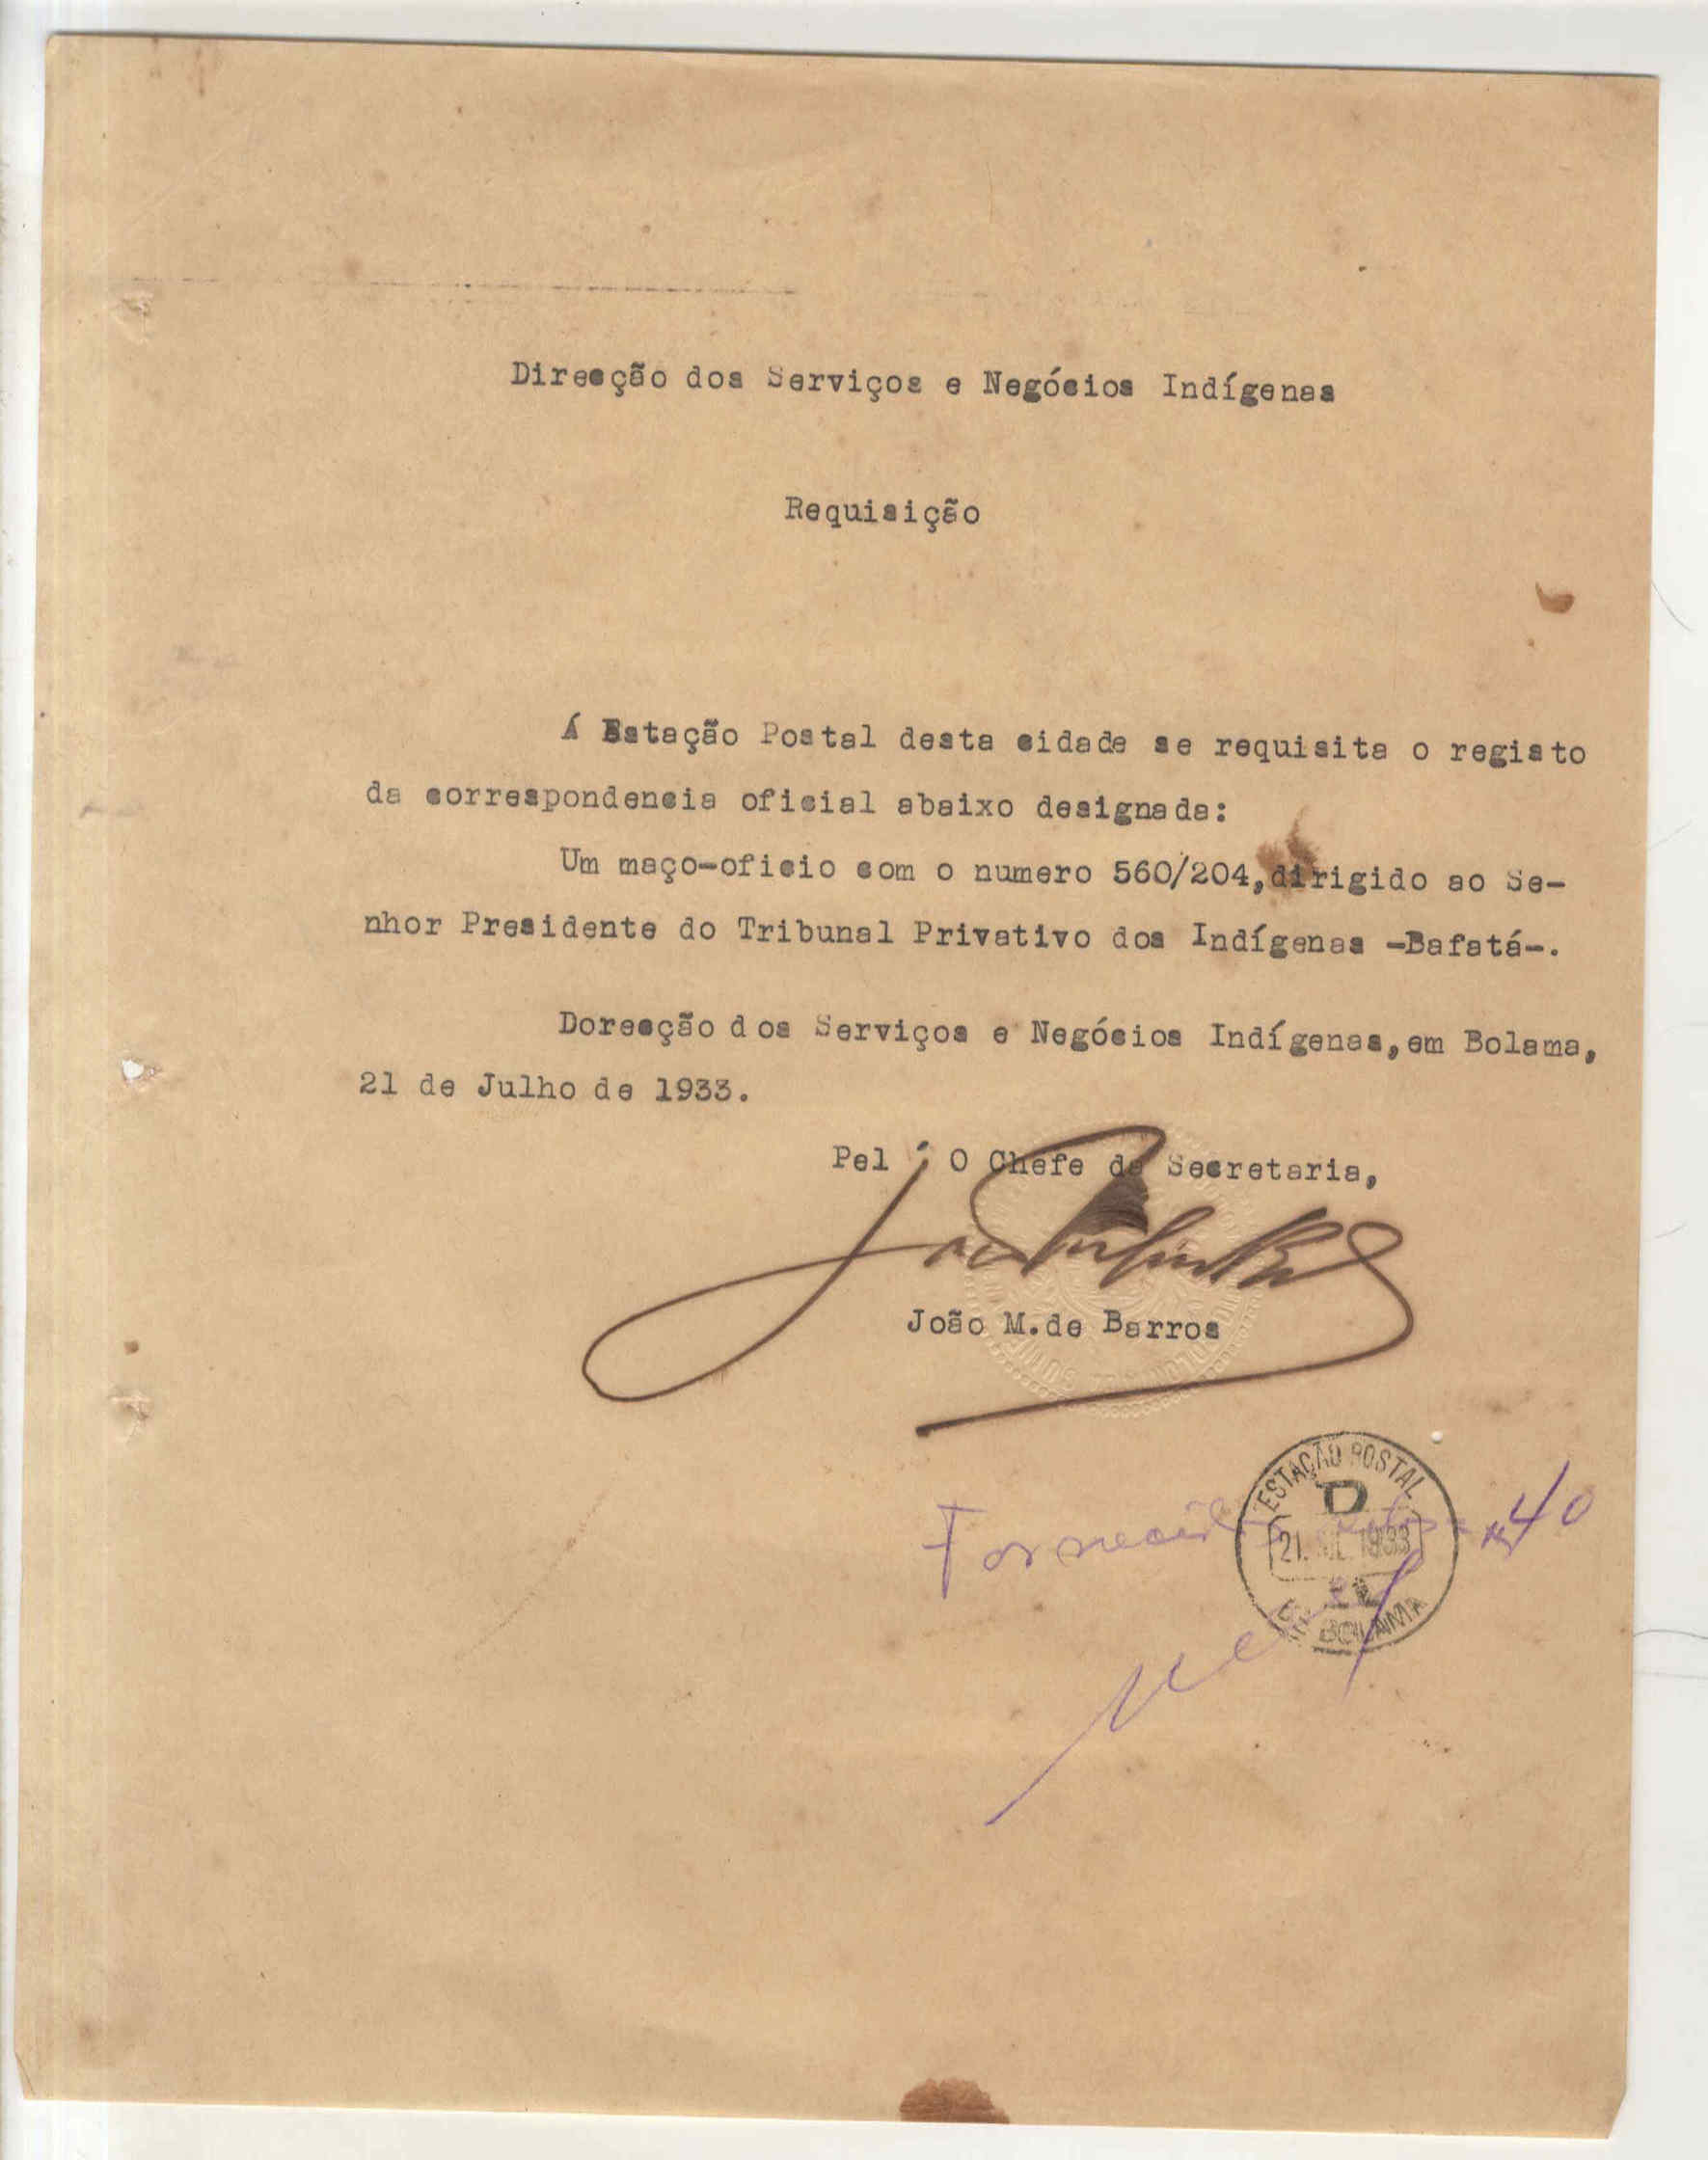 Direcção dos Serviços e Negócios Indígenas
Requisição
Á Estação Postal desta cidade se requisita o registo
da correspondencia oficial abaixo designada:
Um maço-oficio com o numero 560/204,dirigido ao Se-
nhor Presidente do Tribunal Privativo dos Indígenas -Bafatá-.
Dorecção dos Serviços e Negócios Indígenas,em Bolama,
21 de Julho de 1933.
Pel ' O Chefe da Secretaria,
João M.de Barros
ESTAÇÃO POSTAL
D
21. JUL 1933
DE BOLAMA
40